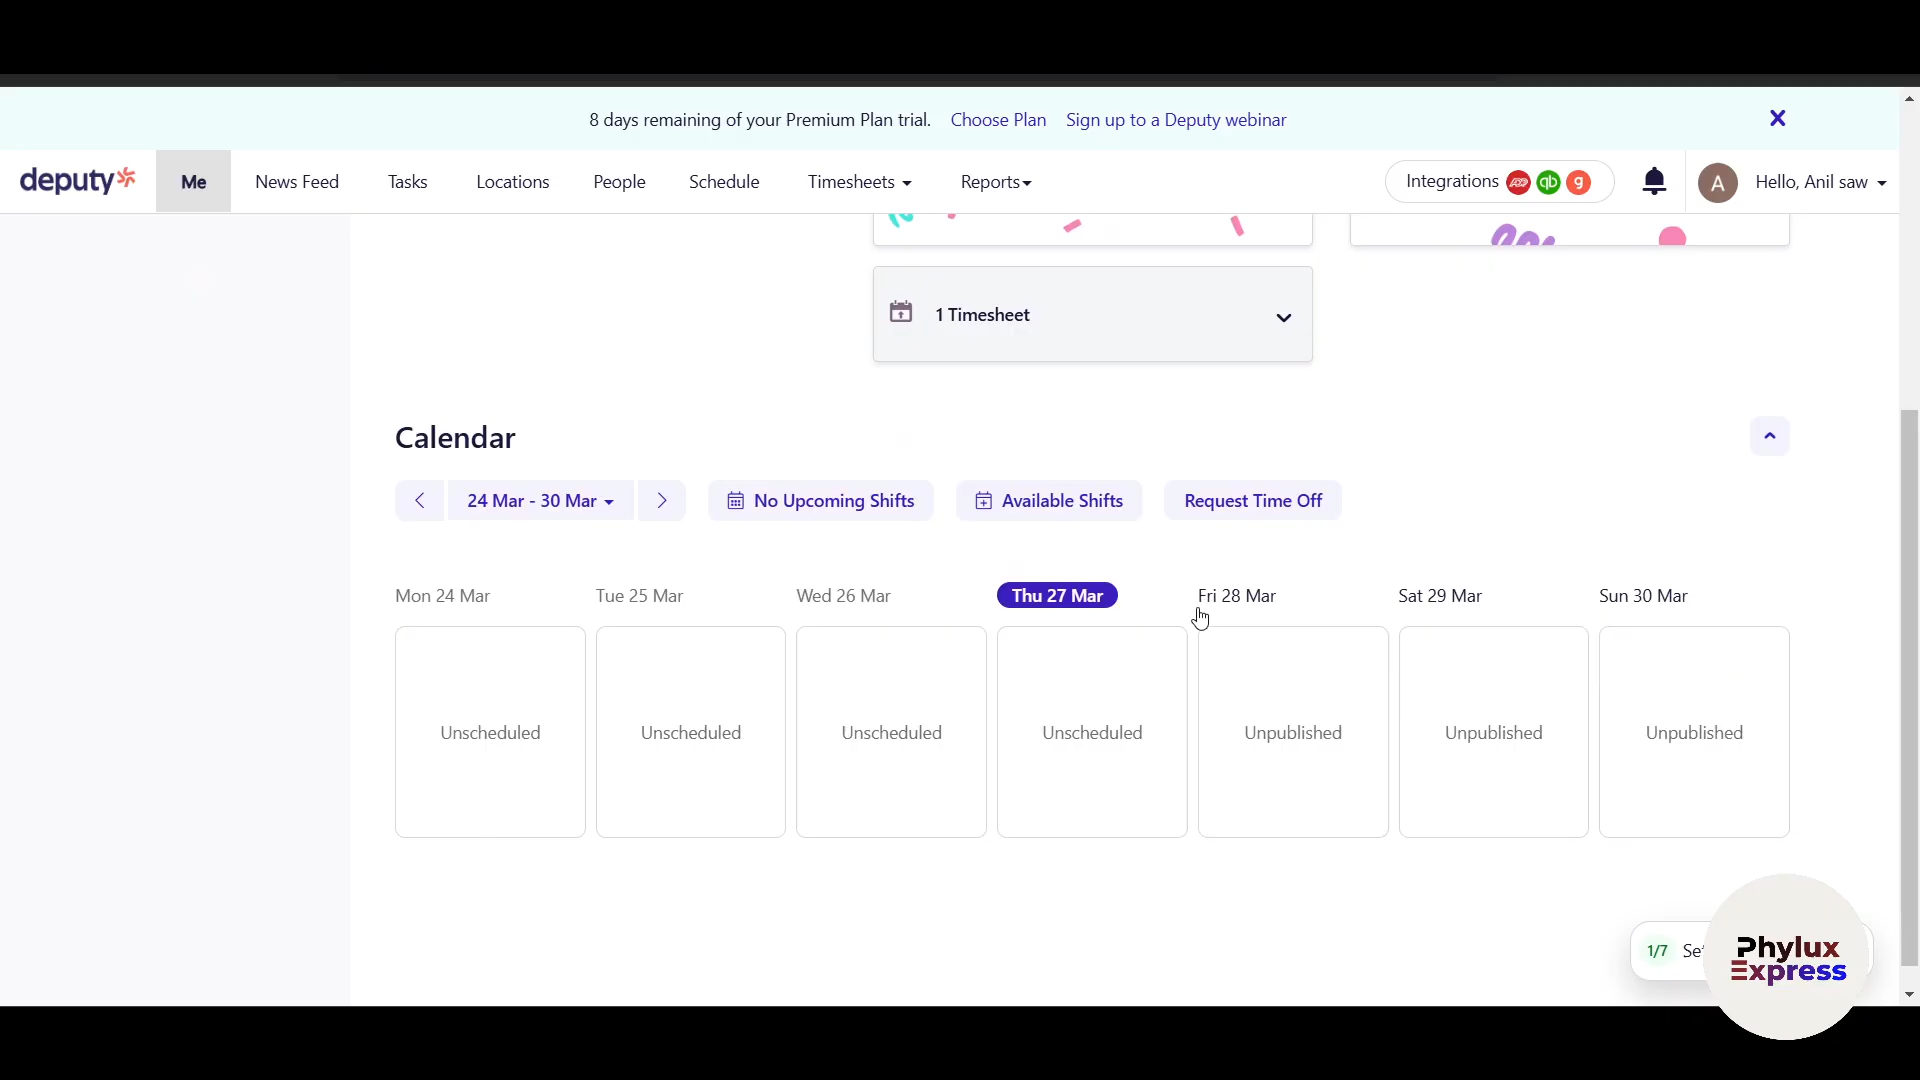 8 days remaining of your Premium Plan trial. Choose Plan Sign up to a Deputy webinar
deputy Me News Feed Tasks Locations People Schedule Timesheets Reports Integrations ADP qb g A Hello, Anil saw
1 Timesheet
Calendar
24 Mar - 30 Mar No Upcoming Shifts Available Shifts Request Time Off
Mon 24 Mar Tue 25 Mar Wed 26 Mar Thu 27 Mar Fri 28 Mar Sat 29 Mar Sun 30 Mar
Unscheduled Unscheduled Unscheduled Unscheduled Unpublished Unpublished Unpublished
1/7
Phylux
Express